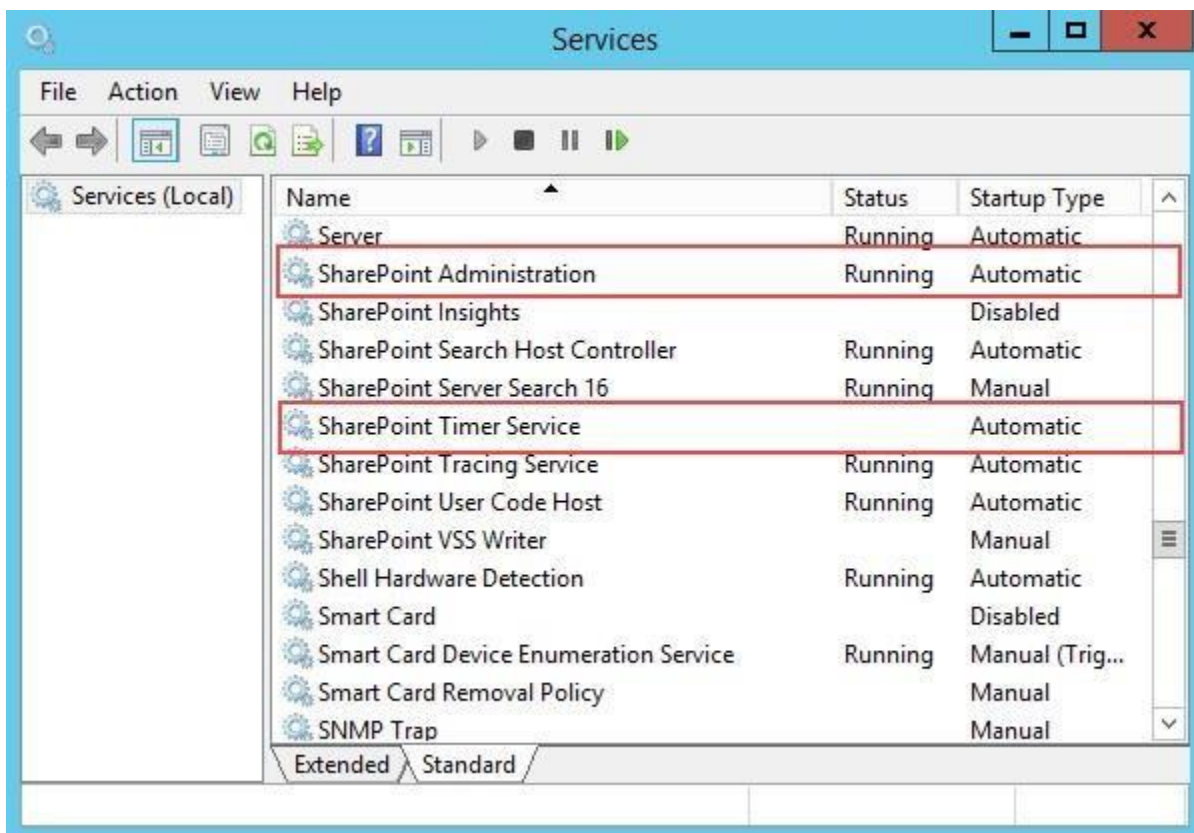 Services
File Action View Help
Services (Local)
Name Status Startup Type
Server Running Automatic
SharePoint Administration Running Automatic
SharePoint Insights Disabled
SharePoint Search Host Controller Running Automatic
SharePoint Server Search 16 Running Manual
SharePoint Timer Service Automatic
SharePoint Tracing Service Running Automatic
SharePoint User Code Host Running Automatic
SharePoint VSS Writer Manual
Shell Hardware Detection Running Automatic
Smart Card Disabled
Smart Card Device Enumeration Service Running Manual (Trig...
Smart Card Removal Policy Manual
SNMP Trap Manual
Extended Standard